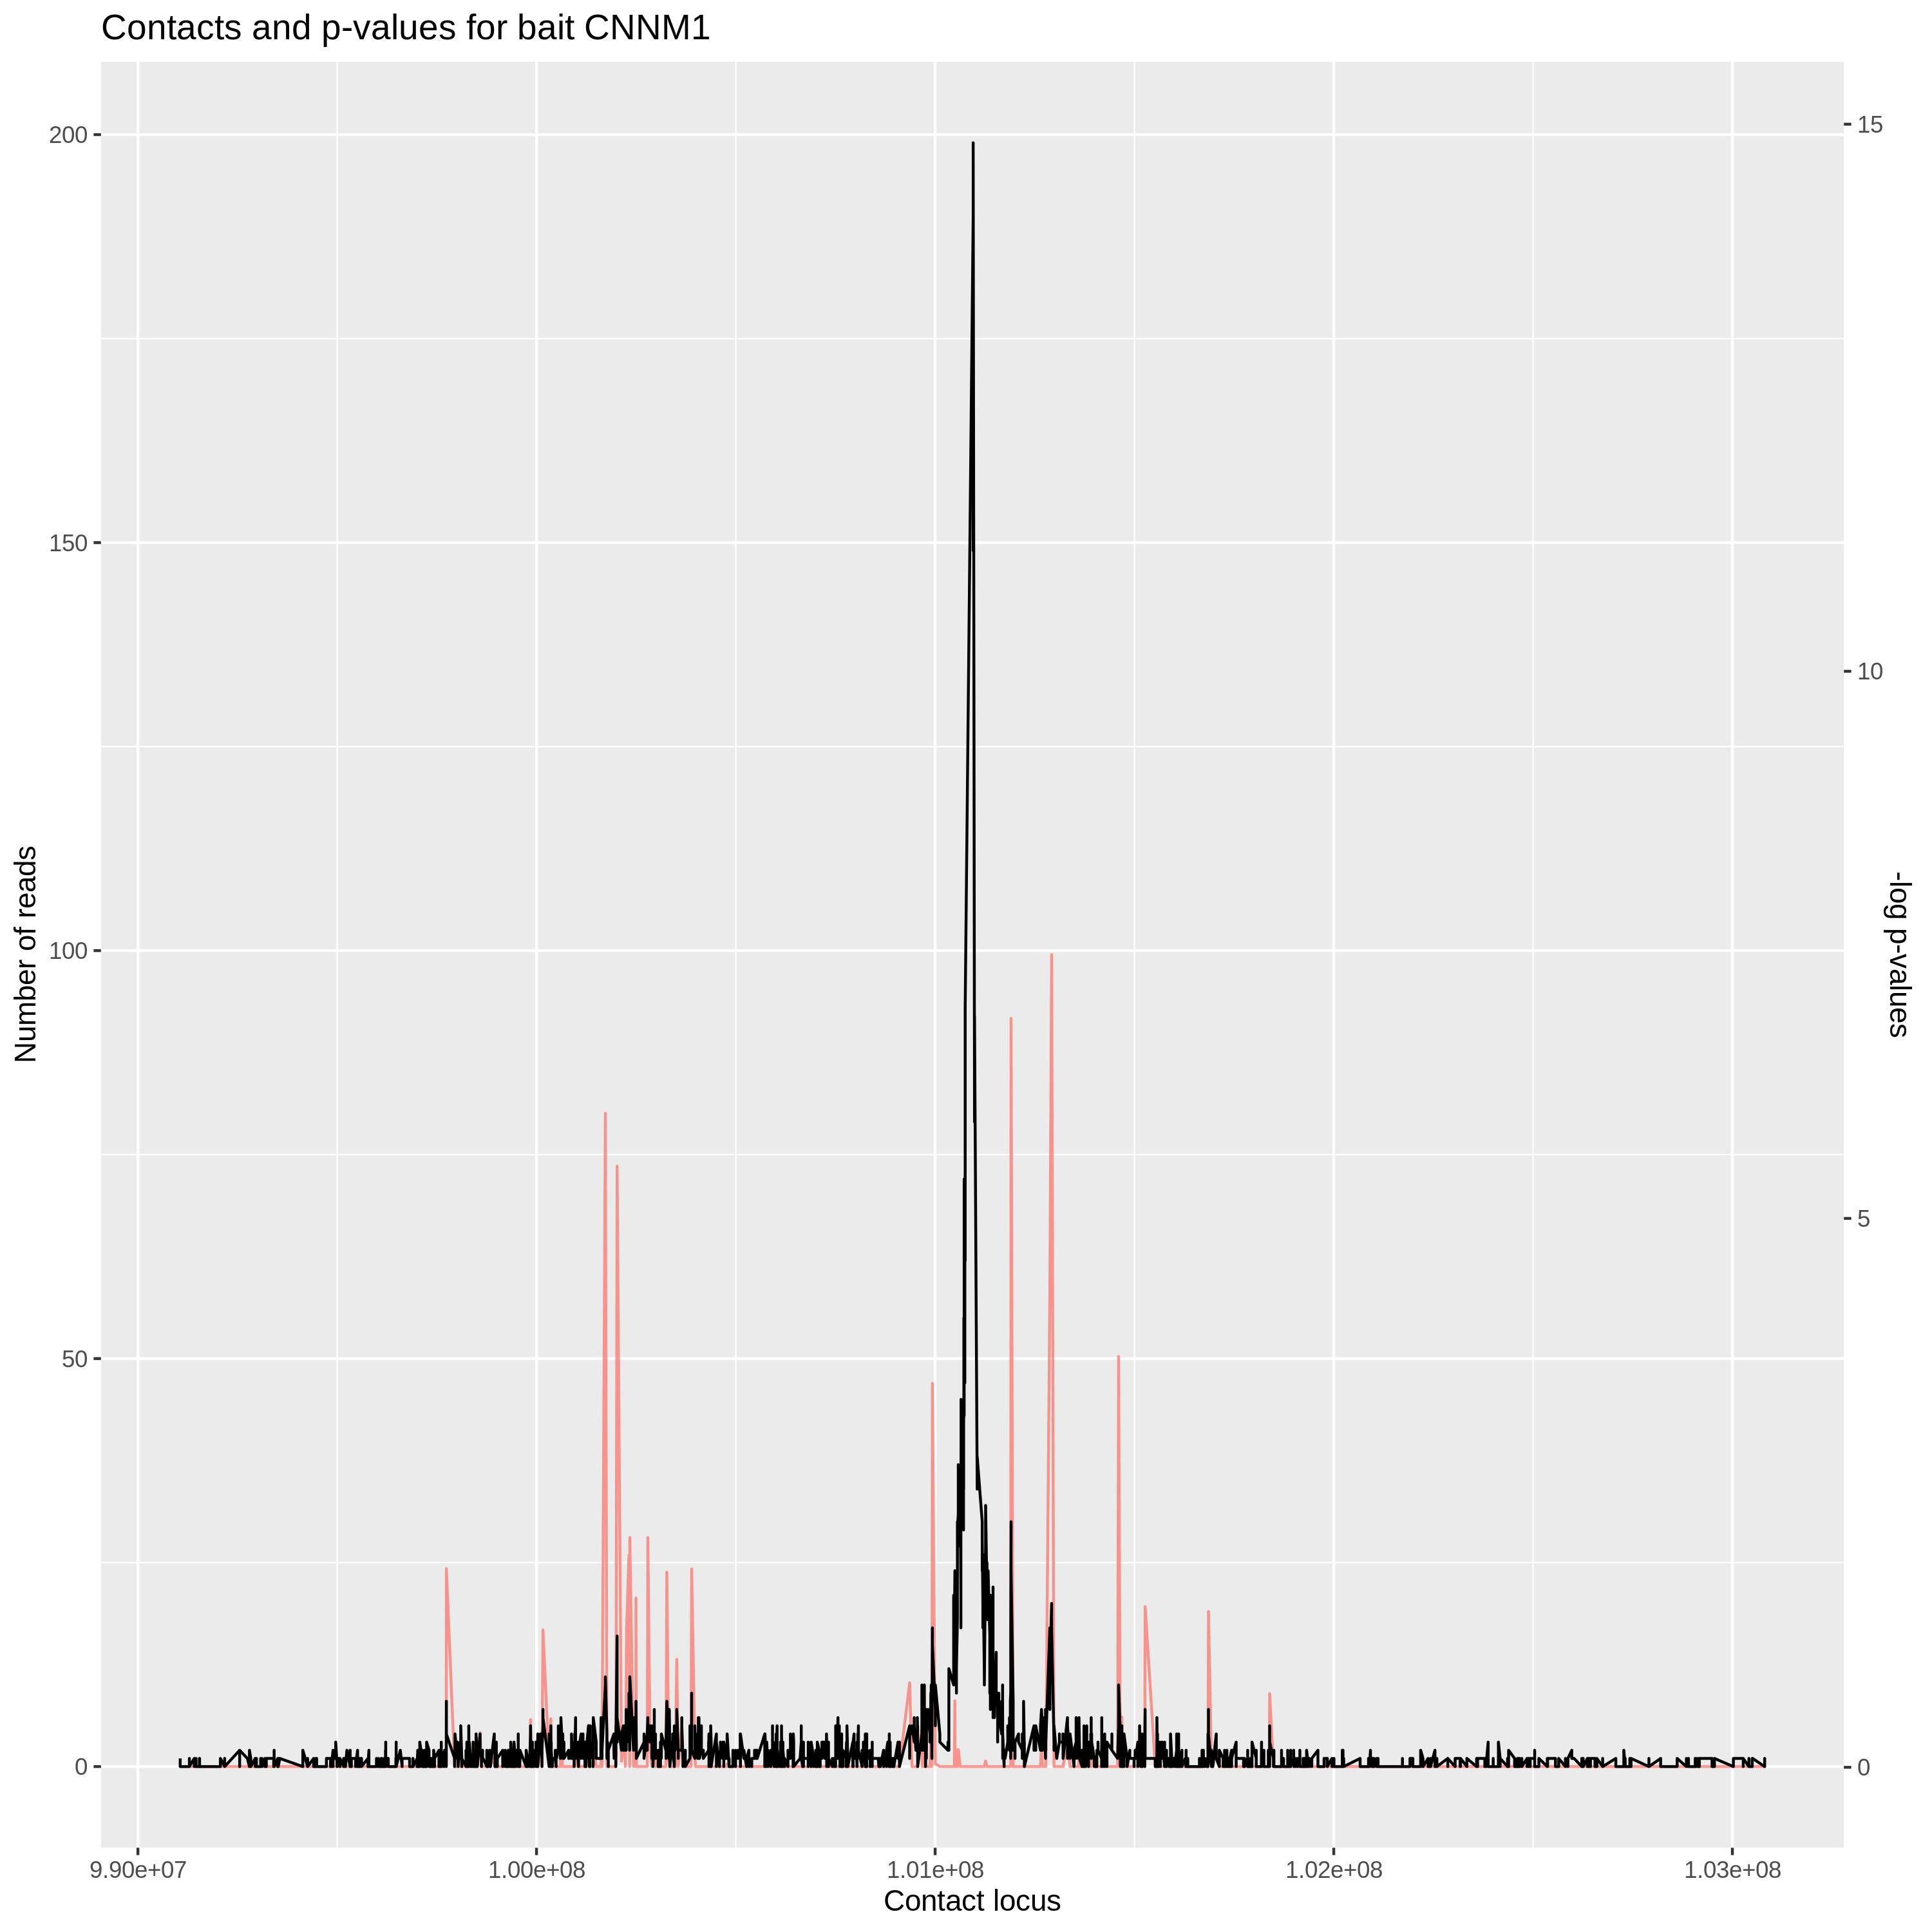 Contacts and p-values for bait CNNM1
Number of reads
200
150
100
50
0
15
10
5
0
-log p-values
9.90e+07
1.00e+08
1.01e+08
1.02e+08
1.03e+08
Contact locus